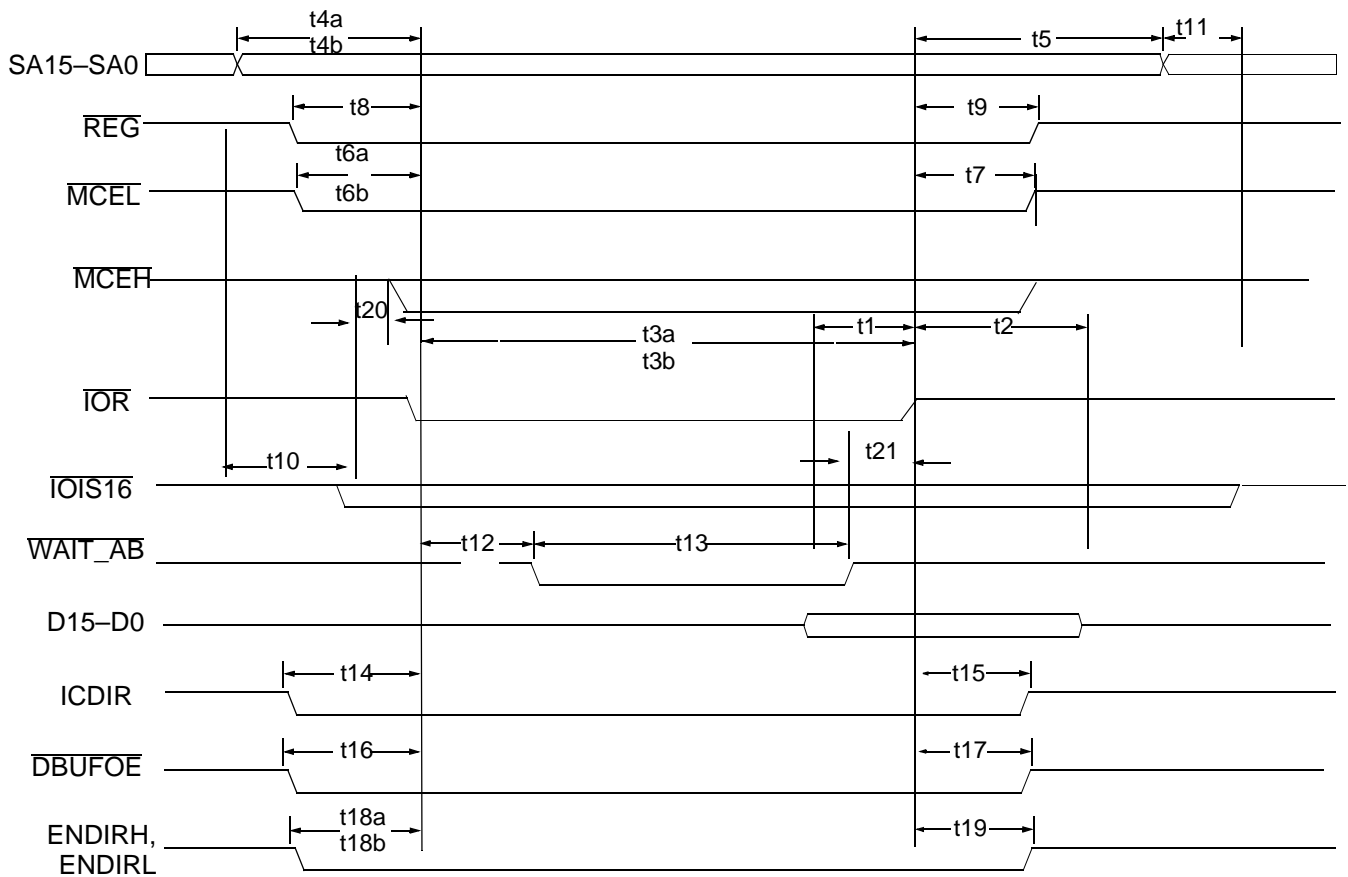 t4a
t4b
t5
t11
SA15–SA0
t8
t9
REG
t6a
t6b
t7
MCEL
MCEH
t20
t1
t2
t3a
t3b
IOR
t21
t10
IOIS16
t12
t13
WAIT_AB
D15–D0
t14
t15
ICDIR
t16
t17
DBUFOE
t18a
t18b
t19
ENDIRH,
ENDIRL